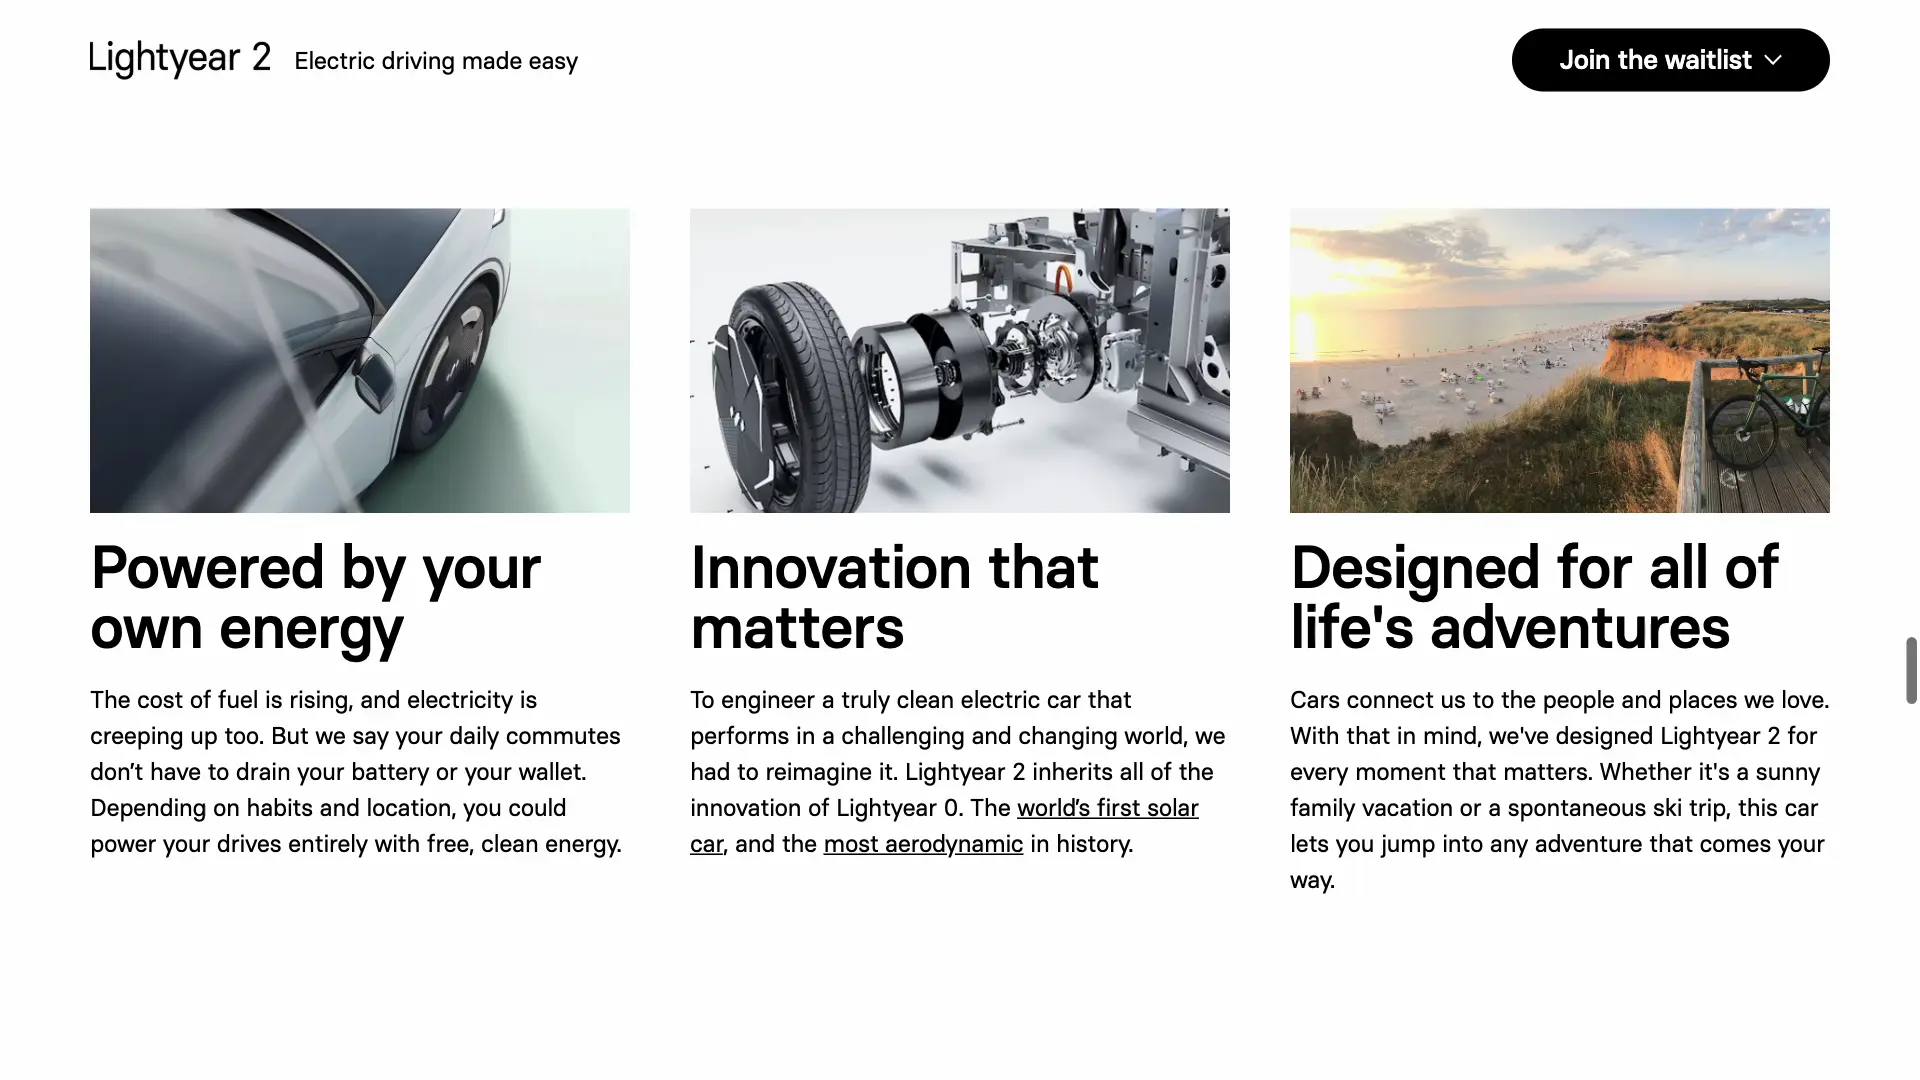 Lightyear 2 Electric driving made easy
Join the waitlist
Powered by your
own energy
The cost of fuel is rising, and electricity is
creeping up too. But we say your daily commutes
don’t have to drain your battery or your wallet.
Depending on habits and location, you could
power your drives entirely with free, clean energy.
Innovation that
matters
To engineer a truly clean electric car that
performs in a challenging and changing world, we
had to reimagine it. Lightyear 2 inherits all of the
innovation of Lightyear 0. The world’s first solar
car, and the most aerodynamic in history.
Designed for all of
life's adventures
Cars connect us to the people and places we love.
With that in mind, we've designed Lightyear 2 for
every moment that matters. Whether it's a sunny
family vacation or a spontaneous ski trip, this car
lets you jump into any adventure that comes your
way.